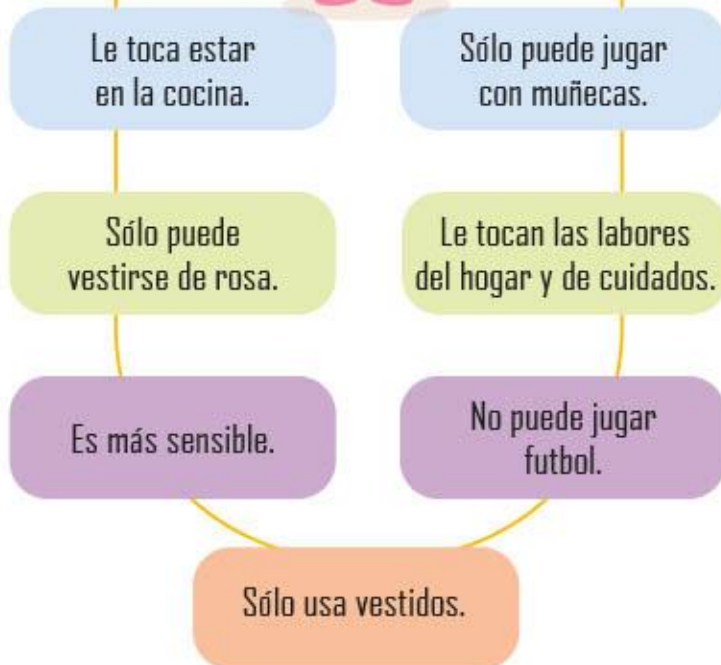 Le toca estar
en la cocina.
Sólo puede jugar
con muñecas.
Sólo puede
vestirse de rosa.
Le tocan las labores
del hogar y de cuidados.
Es más sensible.
No puede jugar
futbol.
Sólo usa vestidos.